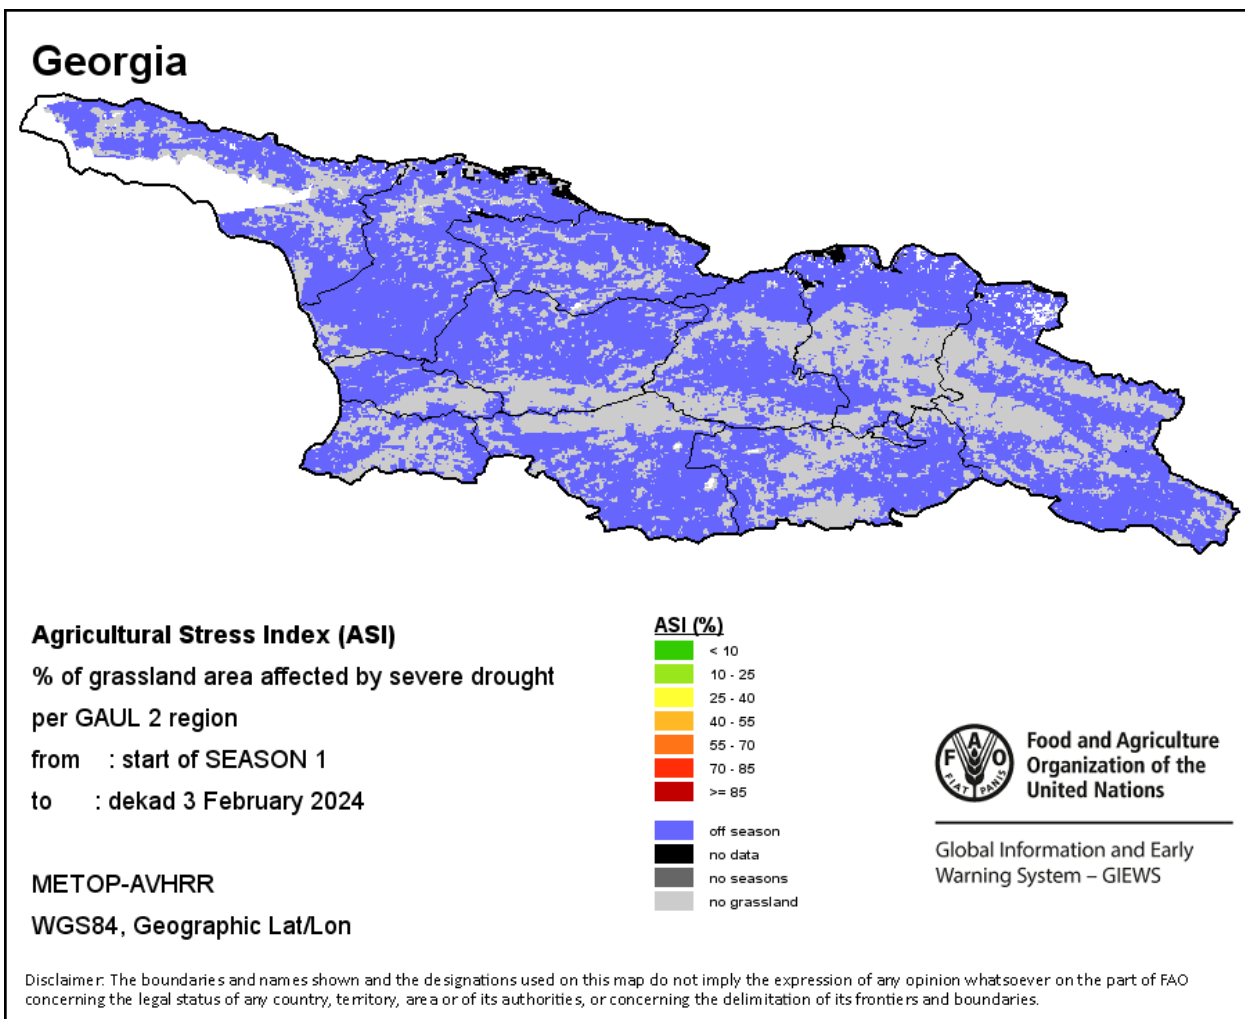 Georgia
Agricultural Stress Index (ASI)
% of grassland area affected by severe drought
per GAUL 2 region
from : start of SEASON 1
to : dekad 3 February 2024
METOP-AVHRR
WGS84, Geographic Lat/Lon
ASI (%)
< 10
10 - 25
25 - 40
40 - 55
55 - 70
70 - 85
>= 85
off season
no data
no seasons
no grassland
F A O
FIAT PANIS
Food and Agriculture
Organization of the
United Nations
Global Information and Early
Warning System – GIEWS
Disclaimer: The boundaries and names shown and the designations used on this map do not imply the expression of any opinion whatsoever on the part of FAO
concerning the legal status of any country, territory, area or of its authorities, or concerning the delimitation of its frontiers and boundaries.